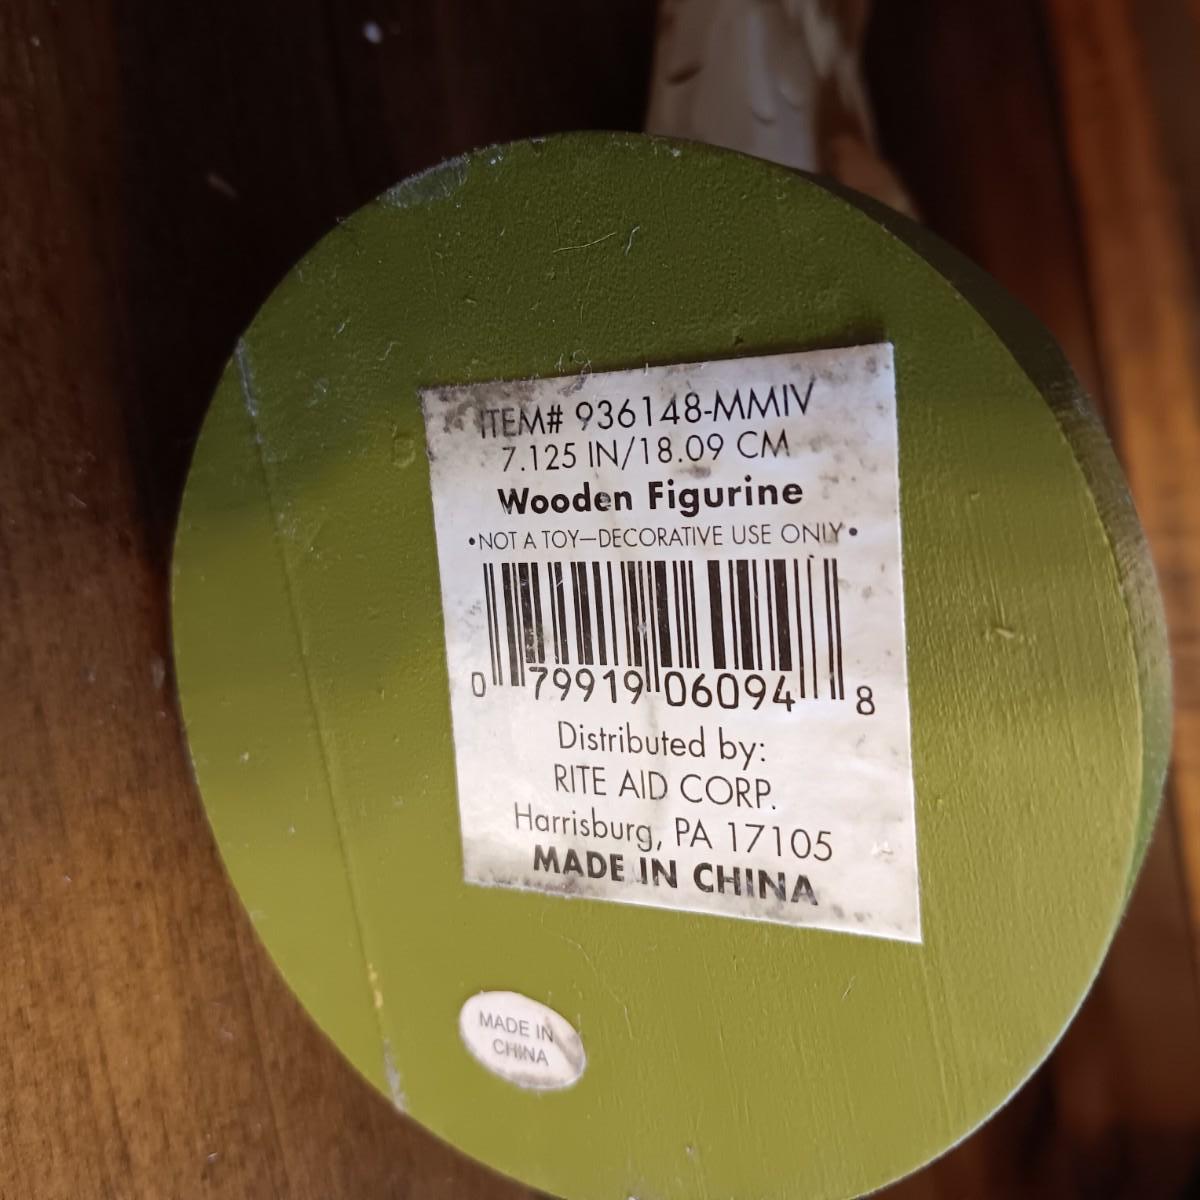 ITEM# 936148-MMIV
7.125 IN/18.09 CM
Wooden Figurine
•NOT A TOY—DECORATIVE USE ONLY•
0 79919 06094 8
Distributed by:
RITE AID CORP.
Harrisburg, PA 17105
MADE IN CHINA
MADE IN
CHINA